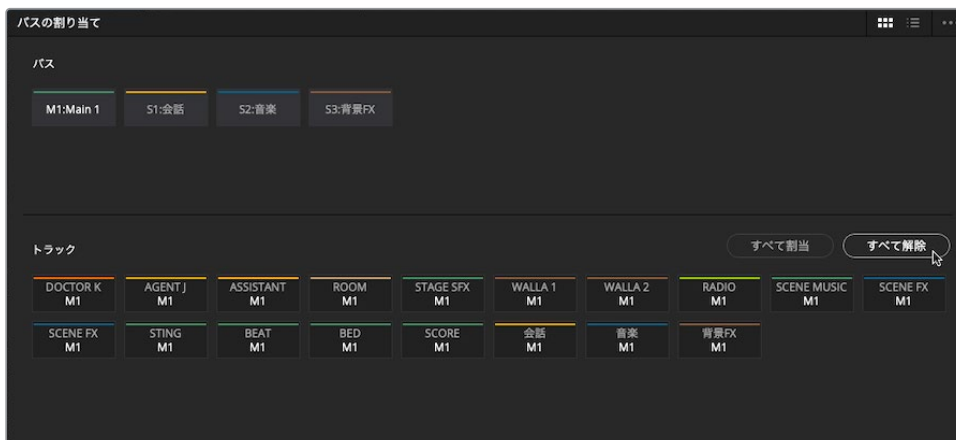 バスの割り当て
バス
M1:Main 1 S1:会話 S2:音楽 S3:背景FX
トラック すべて割当 すべて解除
DOCTOR K AGENT J ASSISTANT ROOM STAGE SFX WALLA 1 WALLA 2 RADIO SCENE MUSIC SCENE FX
M1 M1 M1 M1 M1 M1 M1 M1 M1 M1
SCENE FX STING BEAT BED SCORE 会話 音楽 背景FX
M1 M1 M1 M1 M1 M1 M1 M1